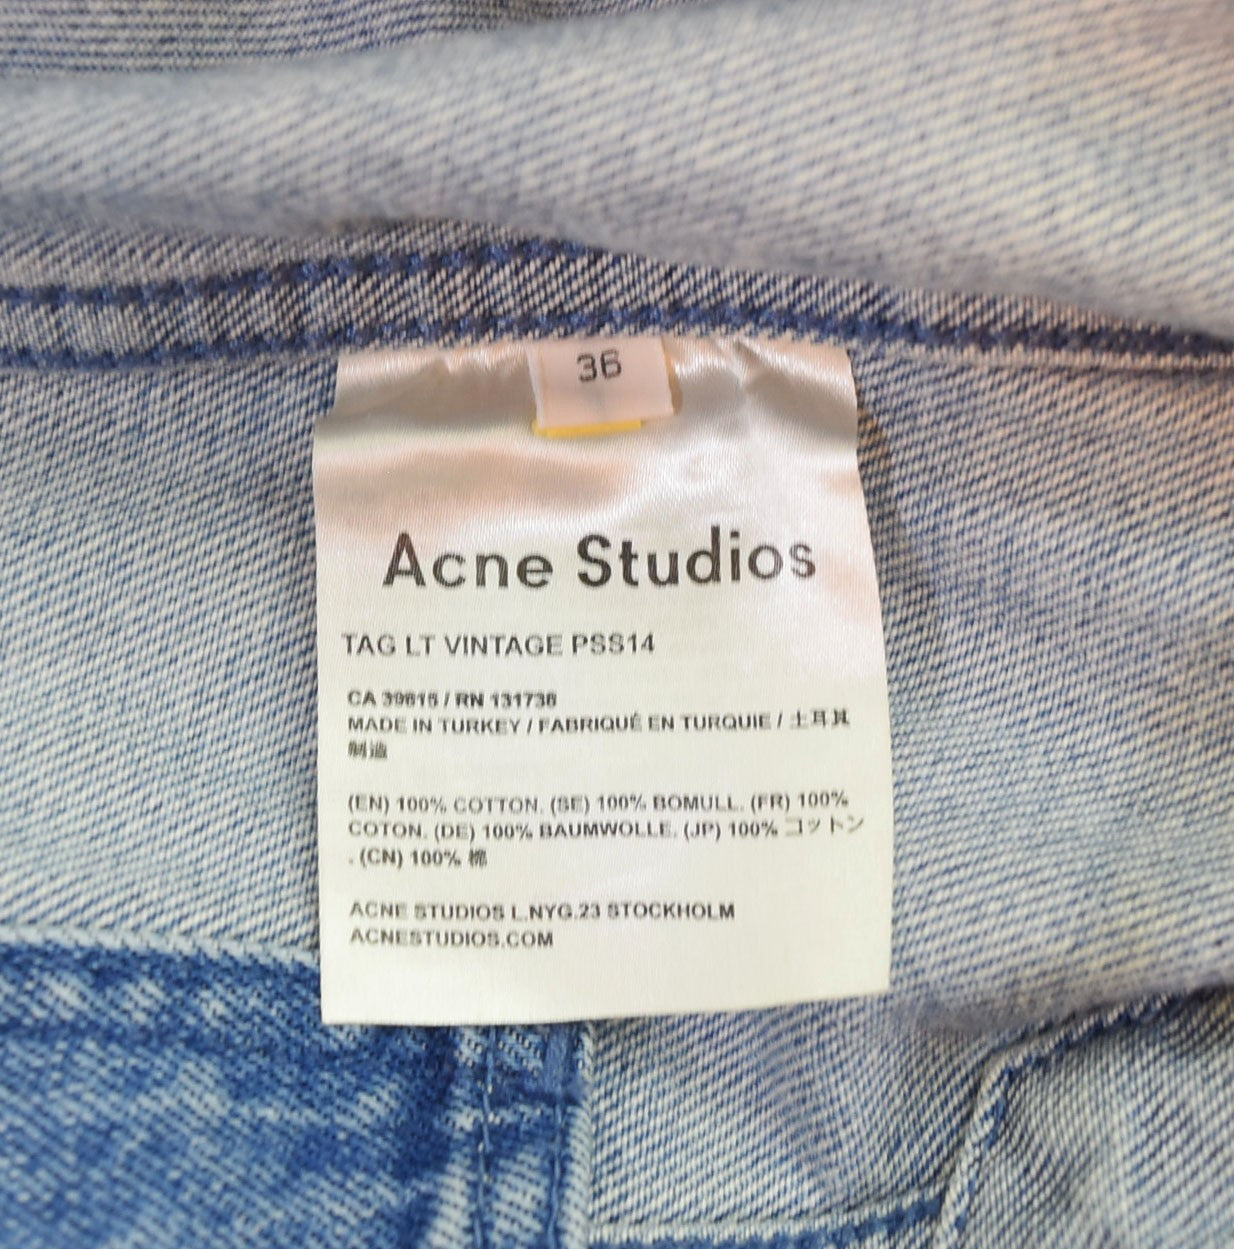 36
Acne Studios
TAG LT VINTAGE PSS14
CA 39815 / RN 131738
MADE IN TURKEY / FABRIQUÉ EN TURQUIE / 土耳其
制造
(EN) 100% COTTON. (SE) 100% BOMULL. (FR) 100%
COTON. (DE) 100% BAUMWOLLE. (JP) 100% コットン
. (CN) 100% 棉
ACNE STUDIOS L.NYG.23 STOCKHOLM
ACNESTUDIOS.COM